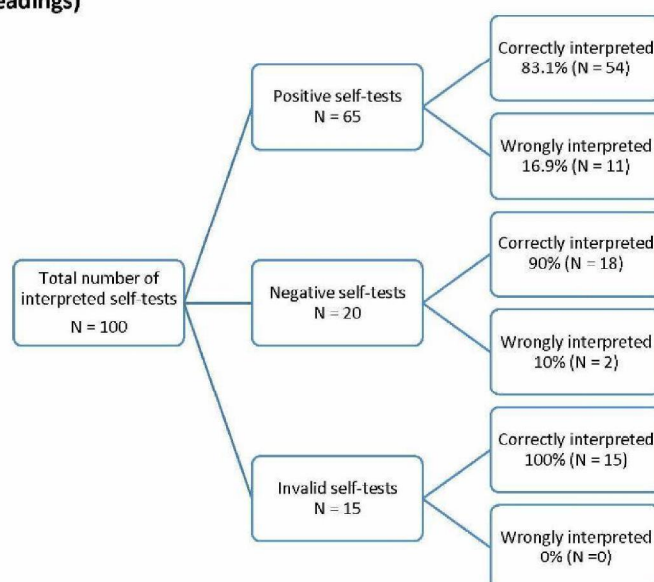 eadings)
Correctly interpreted
83.1% (N = 54)
Positive self-tests
N = 65
Wrongly interpreted
16.9% (N = 11)
Correctly interpreted
90% (N = 18)
Total number of
interpreted self-tests
N = 100
Negative self-tests
N = 20
Wrongly interpreted
10% (N = 2)
Correctly interpreted
100% (N = 15)
Invalid self-tests
N = 15
Wrongly interpreted
0% (N =0)